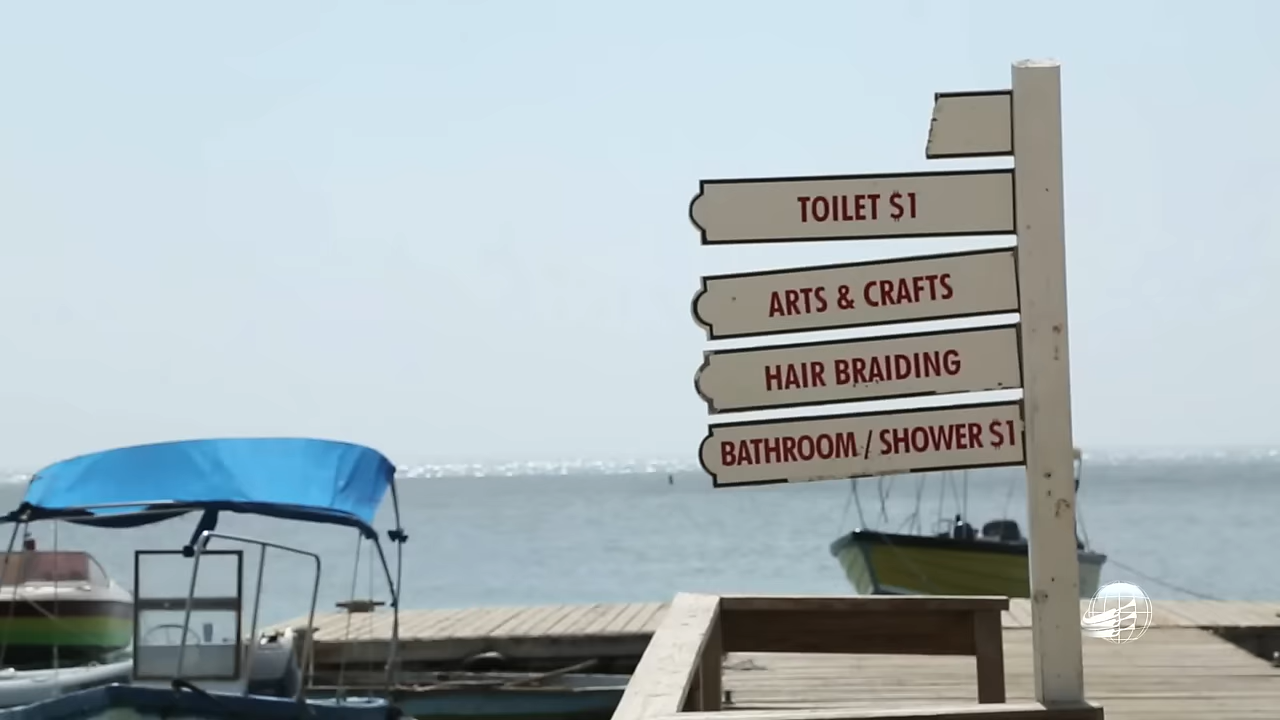 TOILET $1
ARTS & CRAFTS
HAIR BRAIDING
BATHROOM / SHOWER $1